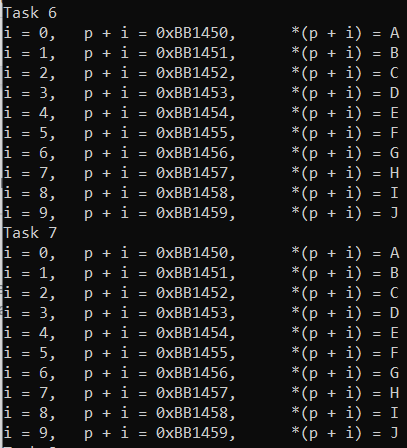 Task 6
i = 0,   p + i = 0xBB1450,       *(p + i) = A
i = 1,   p + i = 0xBB1451,       *(p + i) = B
i = 2,   p + i = 0xBB1452,       *(p + i) = C
i = 3,   p + i = 0xBB1453,       *(p + i) = D
i = 4,   p + i = 0xBB1454,       *(p + i) = E
i = 5,   p + i = 0xBB1455,       *(p + i) = F
i = 6,   p + i = 0xBB1456,       *(p + i) = G
i = 7,   p + i = 0xBB1457,       *(p + i) = H
i = 8,   p + i = 0xBB1458,       *(p + i) = I
i = 9,   p + i = 0xBB1459,       *(p + i) = J
Task 7
i = 0,   p + i = 0xBB1450,       *(p + i) = A
i = 1,   p + i = 0xBB1451,       *(p + i) = B
i = 2,   p + i = 0xBB1452,       *(p + i) = C
i = 3,   p + i = 0xBB1453,       *(p + i) = D
i = 4,   p + i = 0xBB1454,       *(p + i) = E
i = 5,   p + i = 0xBB1455,       *(p + i) = F
i = 6,   p + i = 0xBB1456,       *(p + i) = G
i = 7,   p + i = 0xBB1457,       *(p + i) = H
i = 8,   p + i = 0xBB1458,       *(p + i) = I
i = 9,   p + i = 0xBB1459,       *(p + i) = J